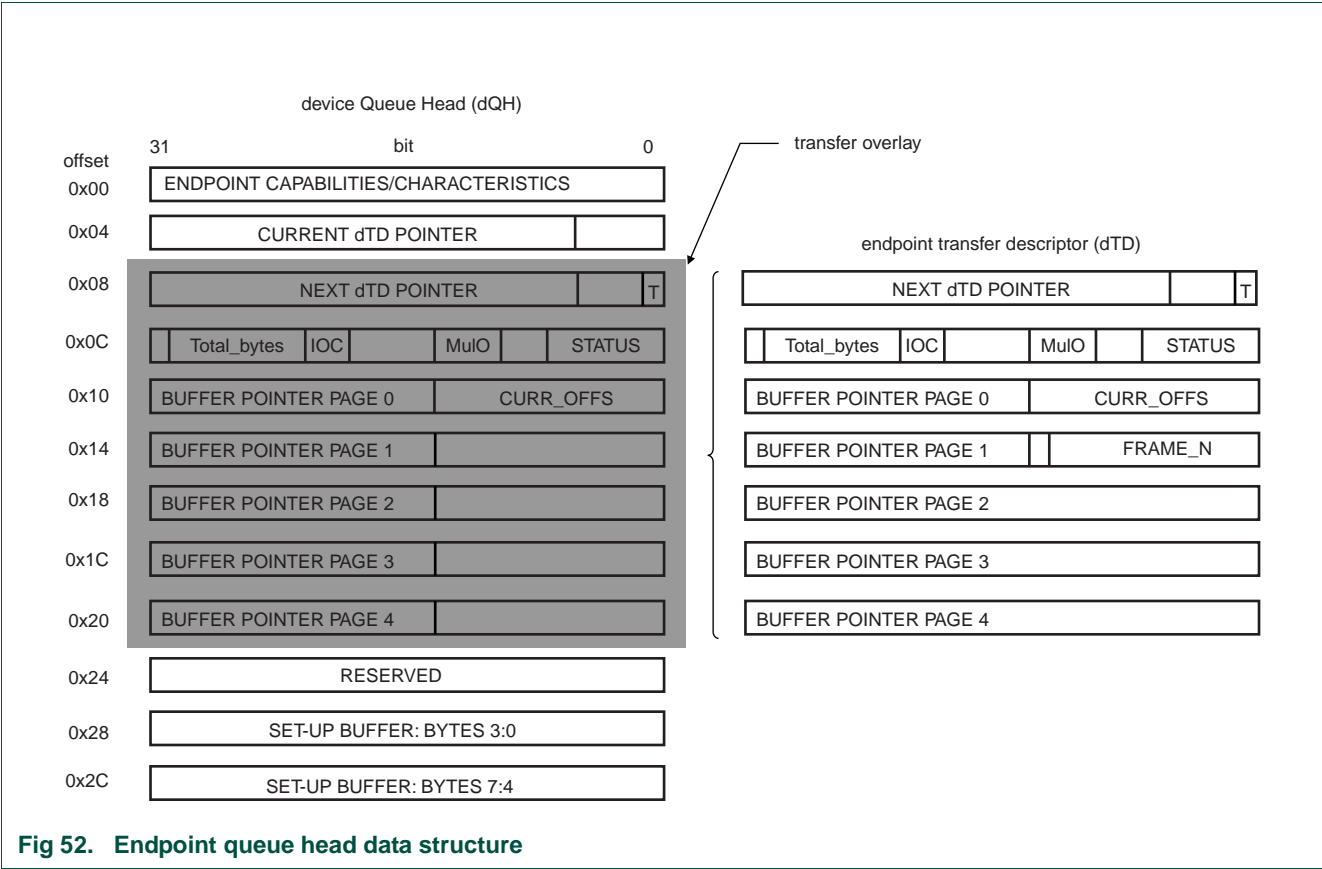 device Queue Head (dQH)
31 bit 0
transfer overlay
offset
0x00 ENDPOINT CAPABILITIES/CHARACTERISTICS
0x04 CURRENT dTD POINTER
endpoint transfer descriptor (dTD)
0x08 NEXT dTD POINTER T NEXT dTD POINTER T
0x0C Total_bytes IOC MulO STATUS Total_bytes IOC MulO STATUS
0x10 BUFFER POINTER PAGE 0 CURR_OFFS BUFFER POINTER PAGE 0 CURR_OFFS
0x14 BUFFER POINTER PAGE 1 BUFFER POINTER PAGE 1 FRAME_N
0x18 BUFFER POINTER PAGE 2 BUFFER POINTER PAGE 2
0x1C BUFFER POINTER PAGE 3 BUFFER POINTER PAGE 3
0x20 BUFFER POINTER PAGE 4 BUFFER POINTER PAGE 4
0x24 RESERVED
0x28 SET-UP BUFFER: BYTES 3:0
0x2C SET-UP BUFFER: BYTES 7:4
Fig 52. Endpoint queue head data structure